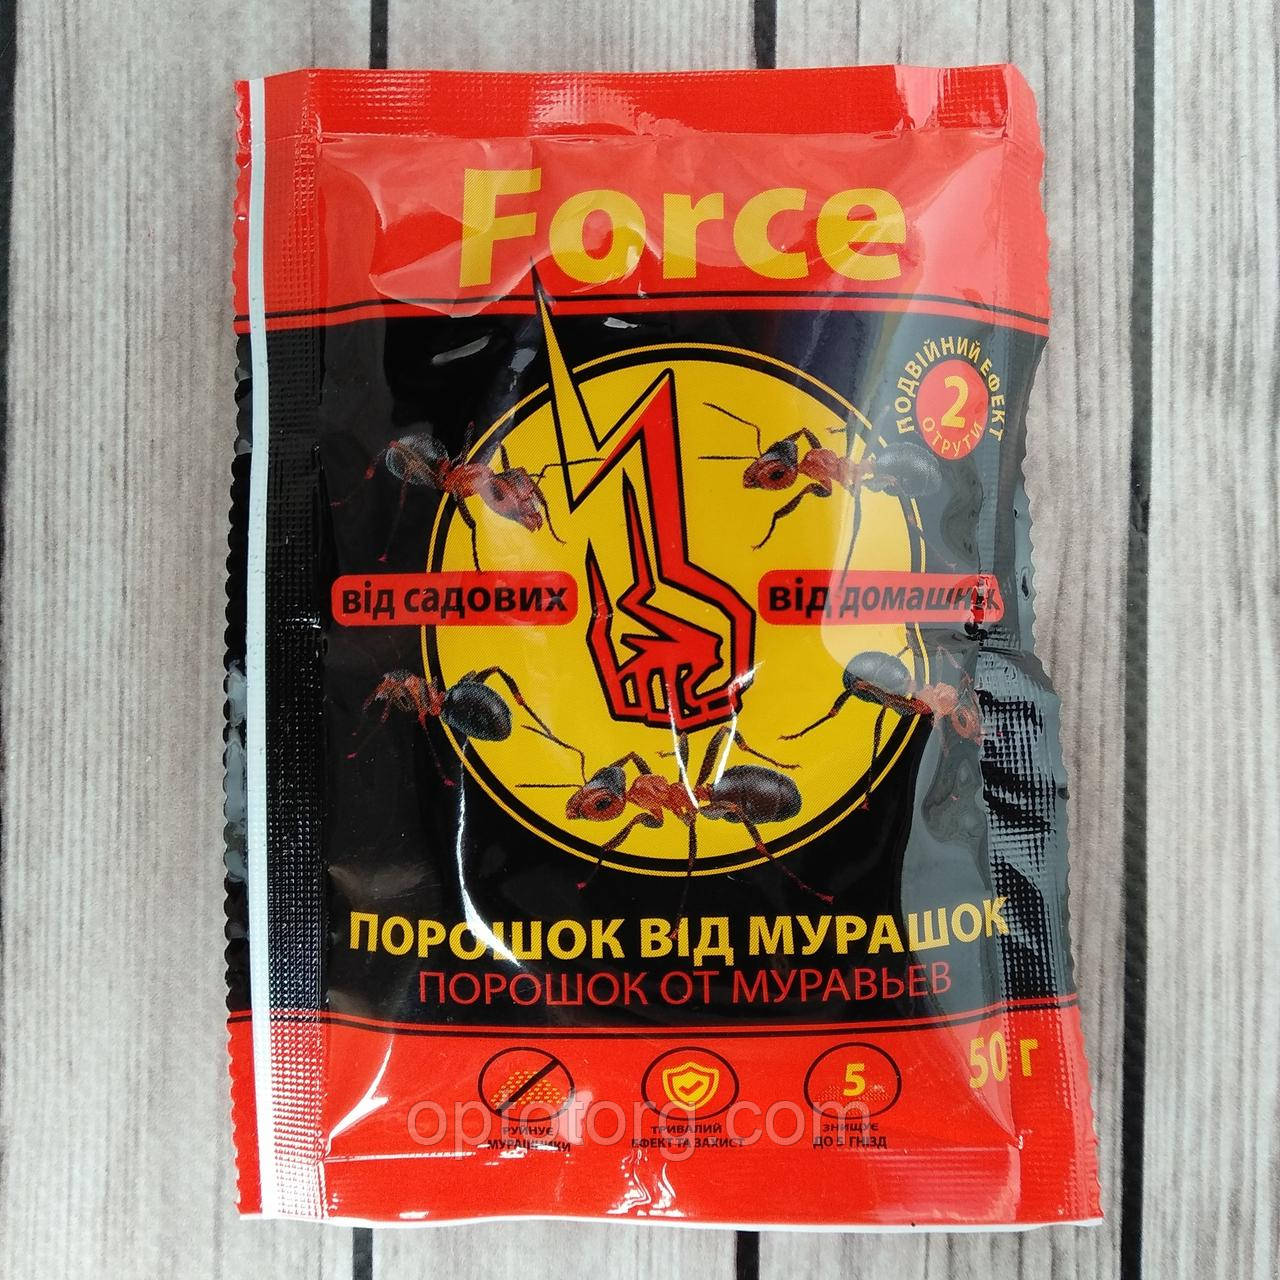 Force
ПОДВІЙНИЙ ЕФЕКТ
2
ОТРУТИ
від садових
від домашніх
ПОРОШОК ВІД МУРАШОК
ПОРОШОК ОТ МУРАВЬЕВ
50 г
5
РУЙНУЄ
МУРАШНИКИ
ТРИВАЛИЙ
ЕФЕКТ ТА ЗАХИСТ
ЗНИЩУЄ
ДО 5 ГНІЗД
optotorg.com